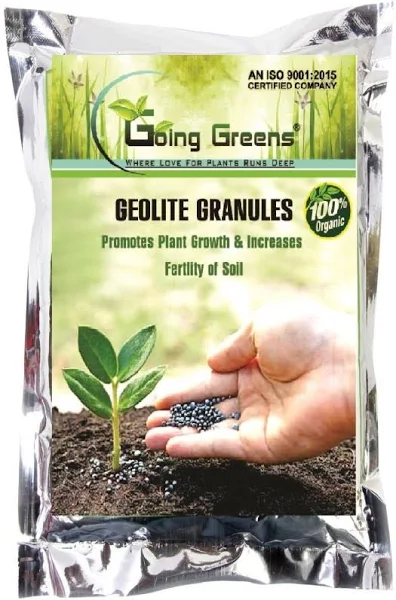 AN ISO 9001:2015
CERTIFIED COMPANY
Going Greens®
WHERE LOVE FOR PLANTS RUNS DEEP
GEOLITE GRANULES
100%
Organic
Promotes Plant Growth & Increases
Fertlity of Soil